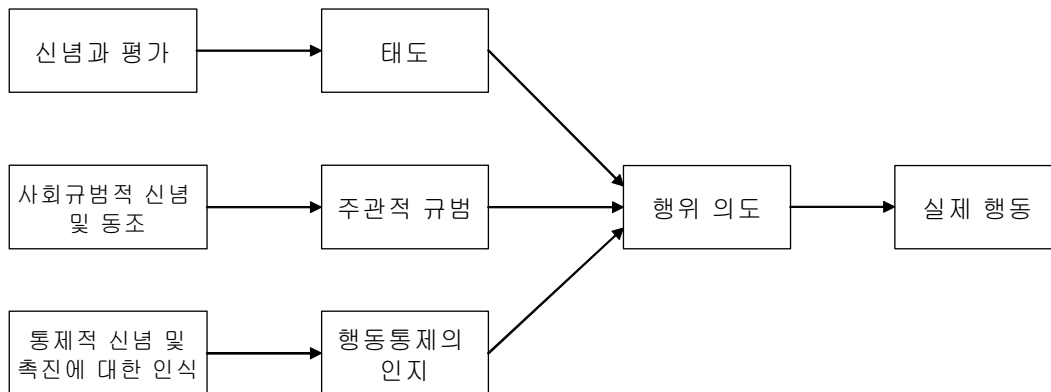 신념과 평가
태도
사회규범적 신념
및 동조
주관적 규범
행위 의도
실제 행동
통제적 신념 및
촉진에 대한 인식
행동통제의
인지